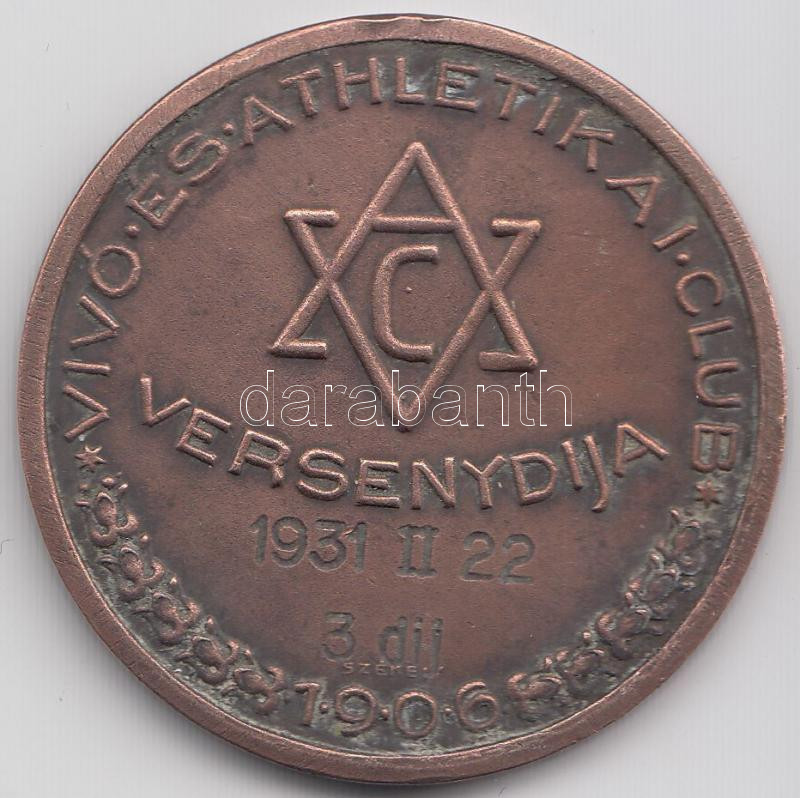 VIVÓ·ÉS·ATHLETIKAI·CLUB
VAC
VERSENYDIJA
1931 II 22
3 dij
SZÉKELY
1·9·0·6
darabanth